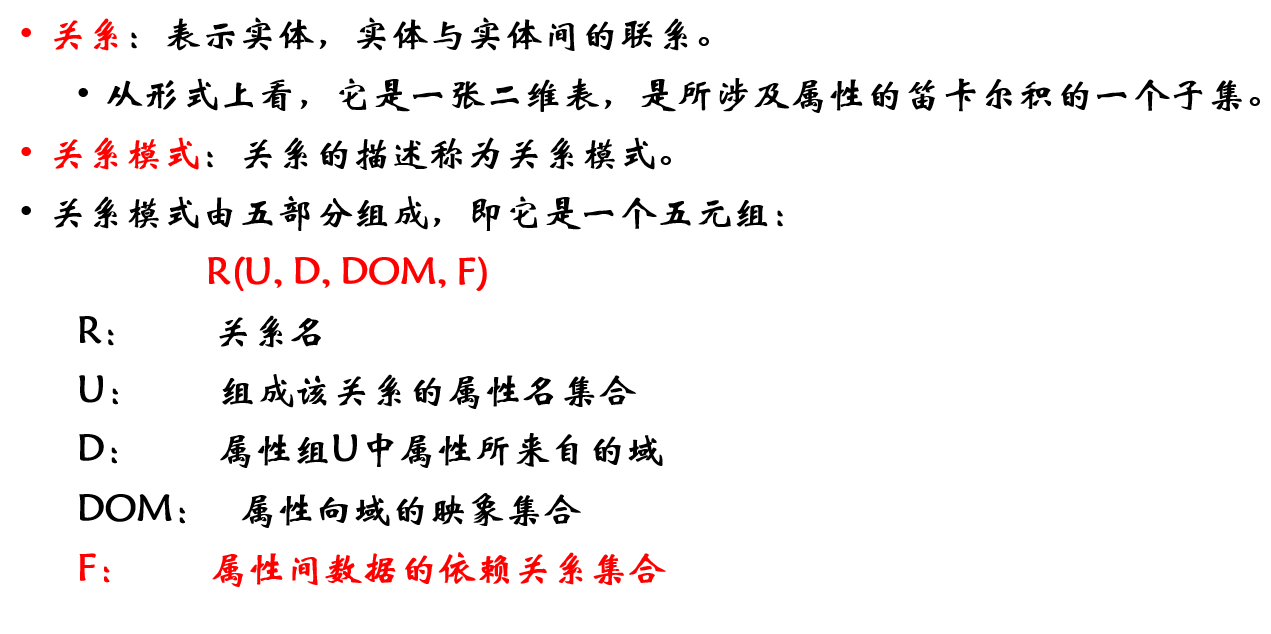 • 关系：表示实体，实体与实体间的联系。
• 从形式上看，它是一张二维表，是所涉及属性的笛卡尔积的一个子集。
• 关系模式：关系的描述称为关系模式。
• 关系模式由五部分组成，即它是一个五元组：
R(U, D, DOM, F)
R： 关系名
U： 组成该关系的属性名集合
D： 属性组U中属性所来自的域
DOM： 属性向域的映象集合
F： 属性间数据的依赖关系集合